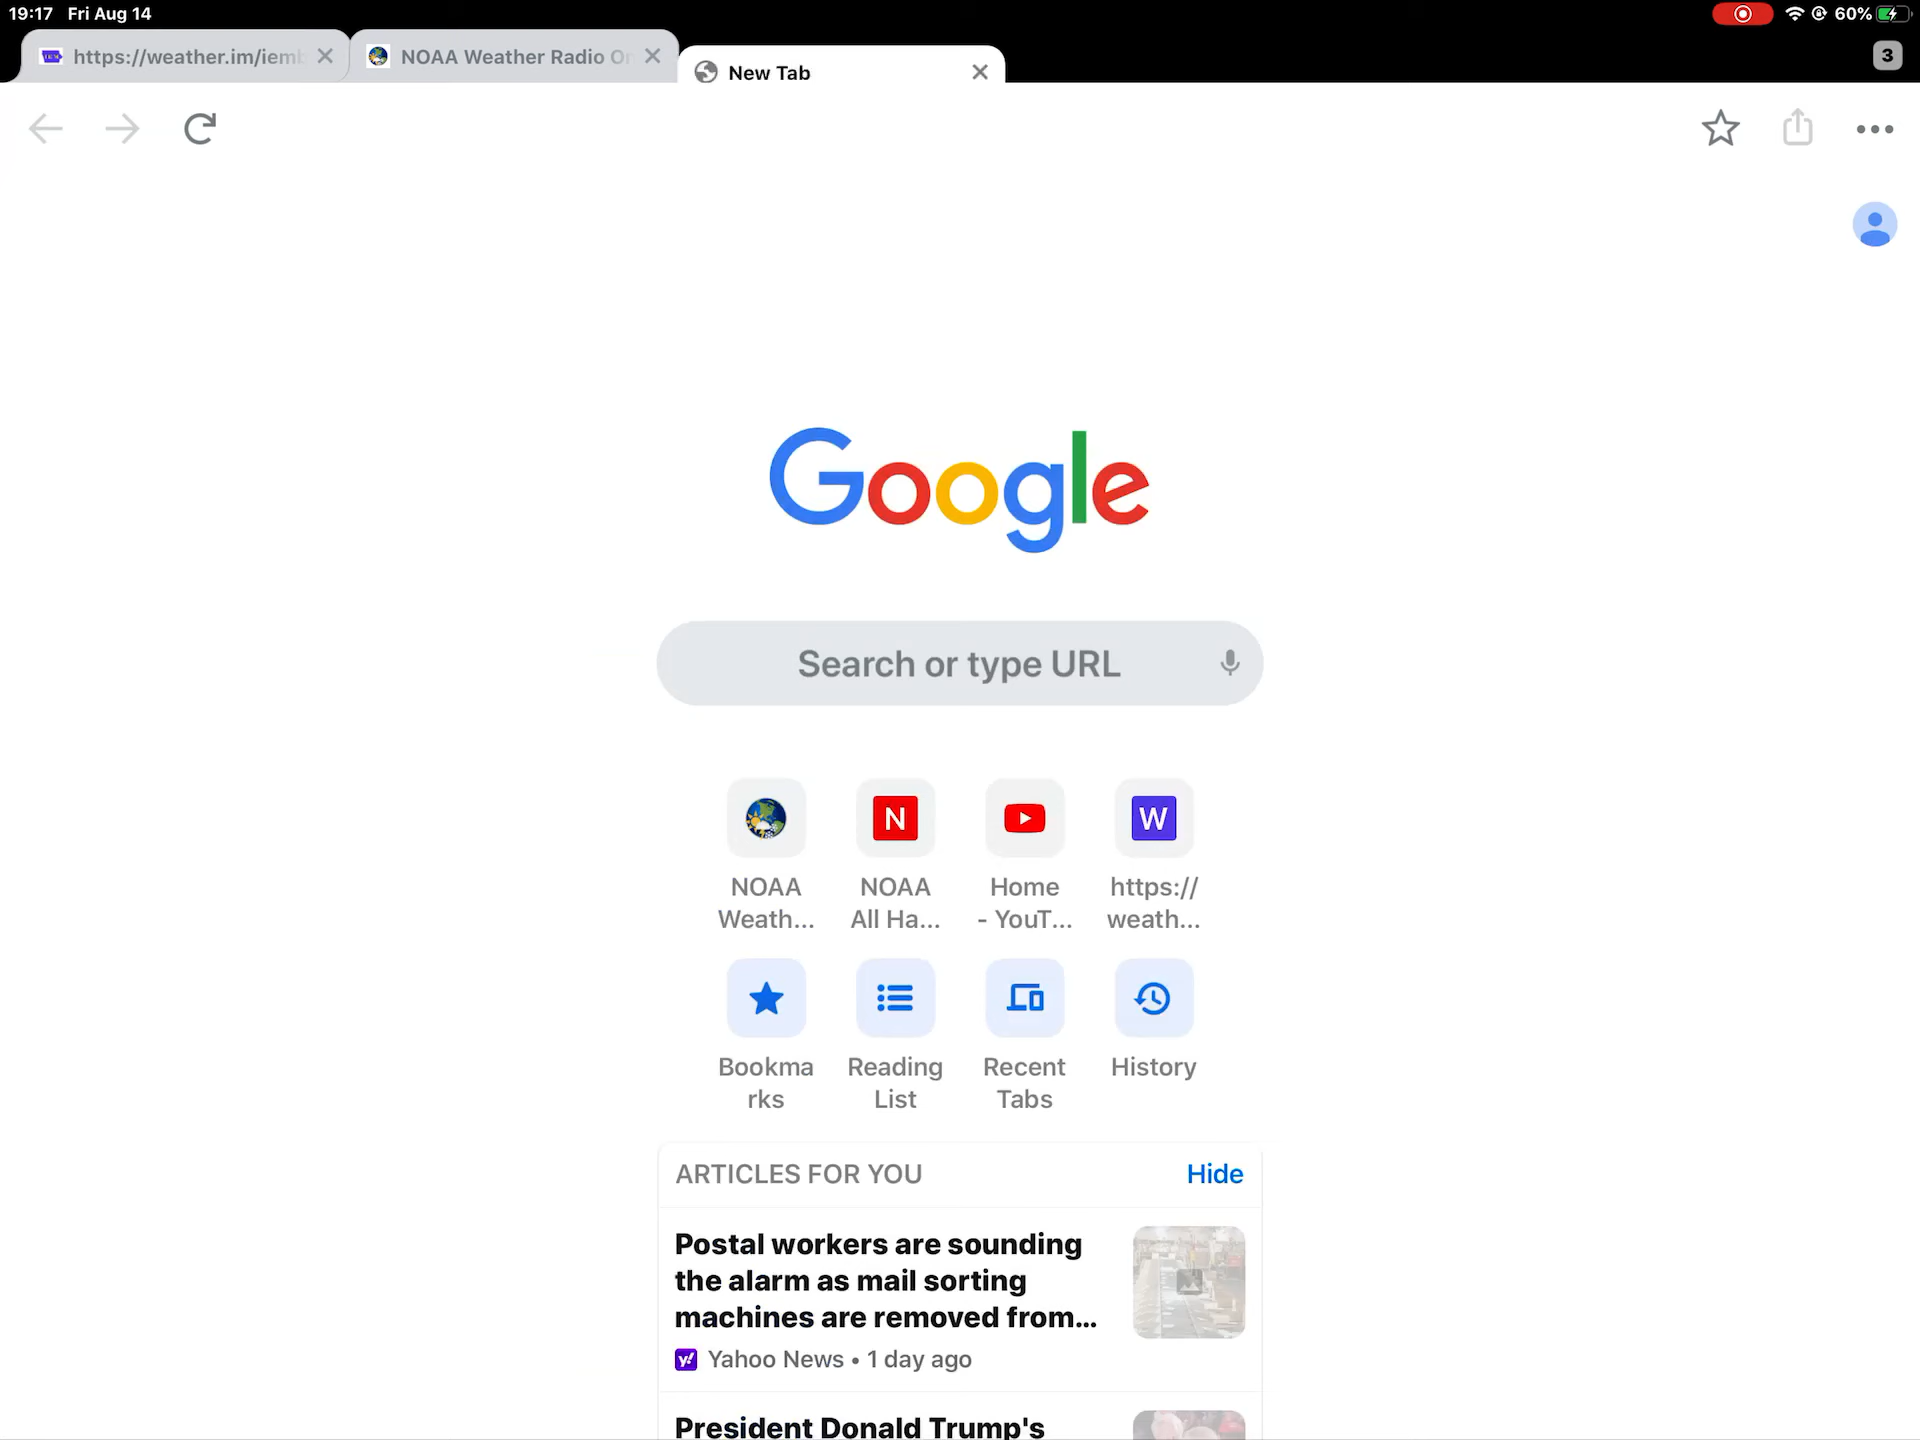 19:17 Fri Aug 14
60%
https://weather.im/iemb
NOAA Weather Radio On
New Tab
3
Google
Search or type URL
N
W
NOAA
Weath...
NOAA
All Ha...
Home
- YouT...
https://
weath...
Bookma
rks
Reading
List
Recent
Tabs
History
ARTICLES FOR YOU
Hide
Postal workers are sounding
the alarm as mail sorting
machines are removed from...
y! Yahoo News • 1 day ago
President Donald Trump's